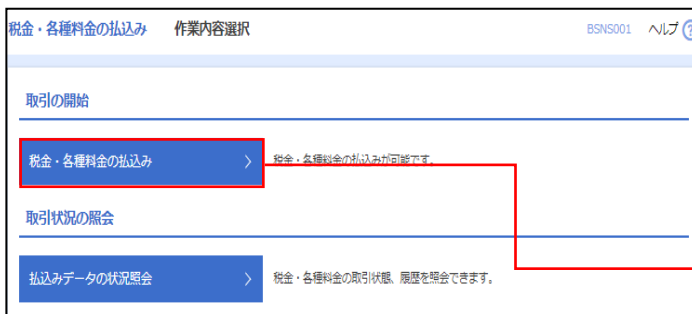 税金・各種料金の払込み 作業内容選択 BSNS001 ヘルプ ?
取引の開始
税金・各種料金の払込み 税金・各種料金の払込みが可能です。
取引状況の照会
払込みデータの状況照会 税金・各種料金の取引状態、履歴を照会できます。